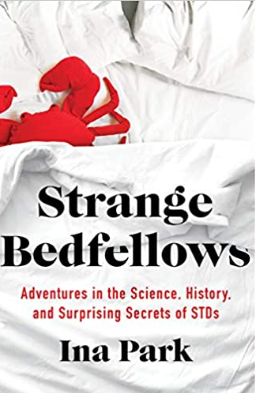 Strange
Bedfellows
Adventures in the Science, History,
and Surprising Secrets of STDs
Ina Park